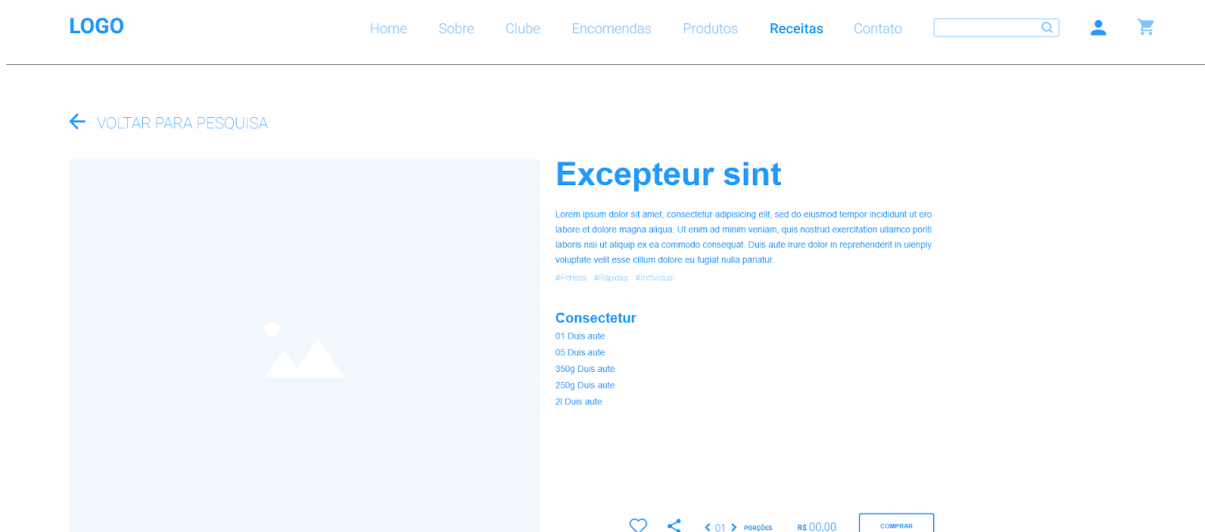 LOGO
Home Sobre Clube Encomendas Produtos Receitas Contato
VOLTAR PARA PESQUISA
Excepteur sint
Lorem ipsum dolor sit amet, consectetur adipisicing elit, sed do eiusmod tempor incididunt ut ero
labore et dolore magna aliqua. Ut enim ad minim veniam, quis nostrud exercitation ullamco poriti
laboris nisi ut aliquip ex ea commodo consequat. Duis aute irure dolor in reprehenderit in uienply
voluptate velit esse cillum dolore eu fugiat nulla pariatur.
#Fitness #Rápidas #Individual
Consectetur
01 Duis aute
05 Duis aute
350g Duis aute
250g Duis aute
2l Duis aute
01 PORÇÕES R$ 00,00 COMPRAR